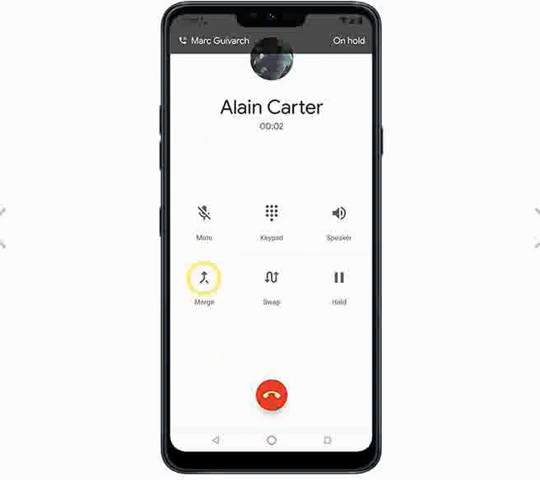 Marc Guivarch On hold
Alain Carter
00:02
Mute Keypad Speaker
Merge Swap Hold